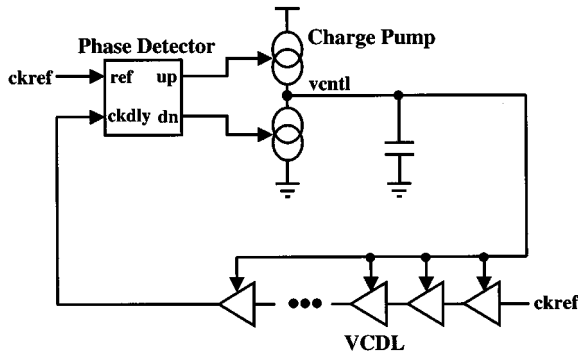 Phase Detector
Charge Pump
ckref
ref
up
vcntl
ckdly
dn
ckref
VCDL